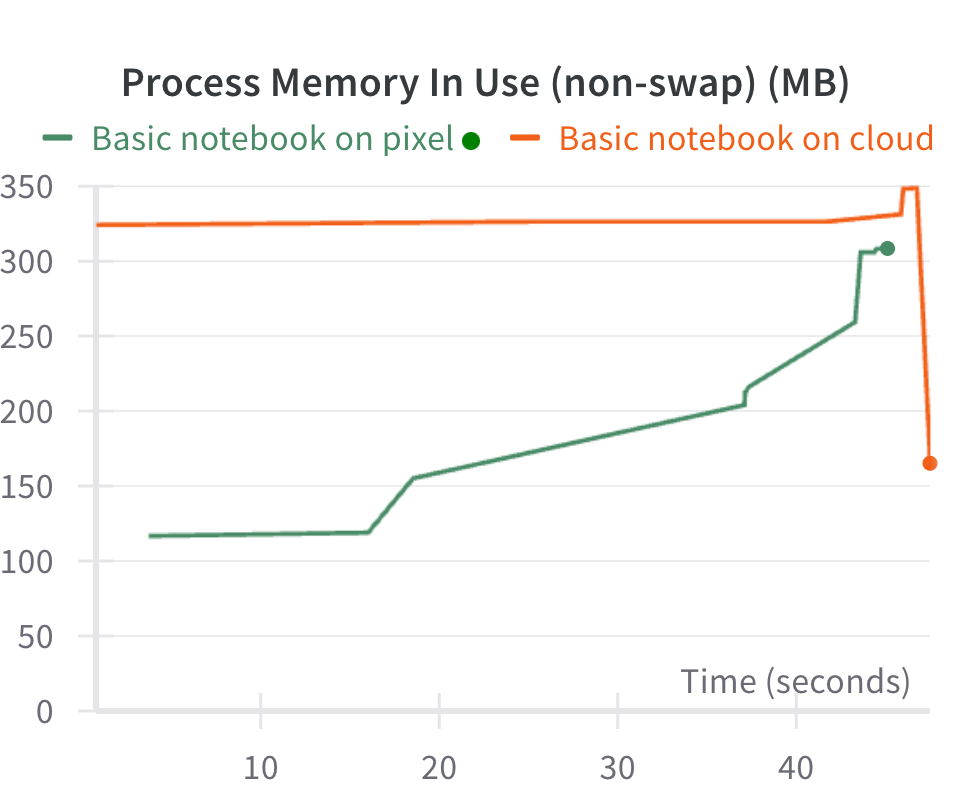 Process Memory In Use (non-swap) (MB)
Basic notebook on pixel Basic notebook on cloud
350
300
250
200
150
100
50
0
Time (seconds)
10 20 30 40